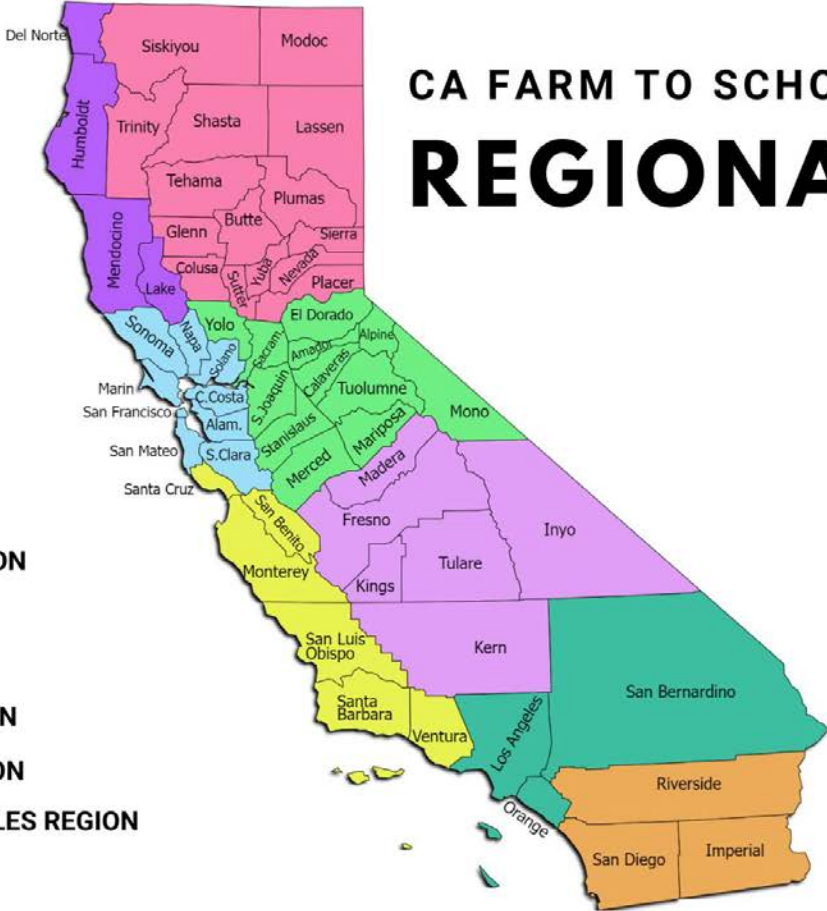 CA FARM TO SCHO
REGIONA
Del Norte
Siskiyou
Modoc
Humboldt
Trinity
Shasta
Lassen
Tehama
Plumas
Mendocino
Glenn
Butte
Sierra
Colusa
Sutter
Yuba
Nevada
Lake
Placer
Sonoma
Napa
Yolo
Solano
Sacram.
El Dorado
Amador
Alpine
Calaveras
Marin
C.Costa
S.Joaquin
Tuolumne
San Francisco
Alam.
Stanislaus
Mariposa
Mono
San Mateo
S.Clara
Merced
Madera
Santa Cruz
San Benito
Fresno
Inyo
ON
Monterey
Kings
Tulare
San Luis
Obispo
Kern
Santa
Barbara
Ventura
Los Angeles
San Bernardino
N
ON
LES REGION
Orange
Riverside
San Diego
Imperial